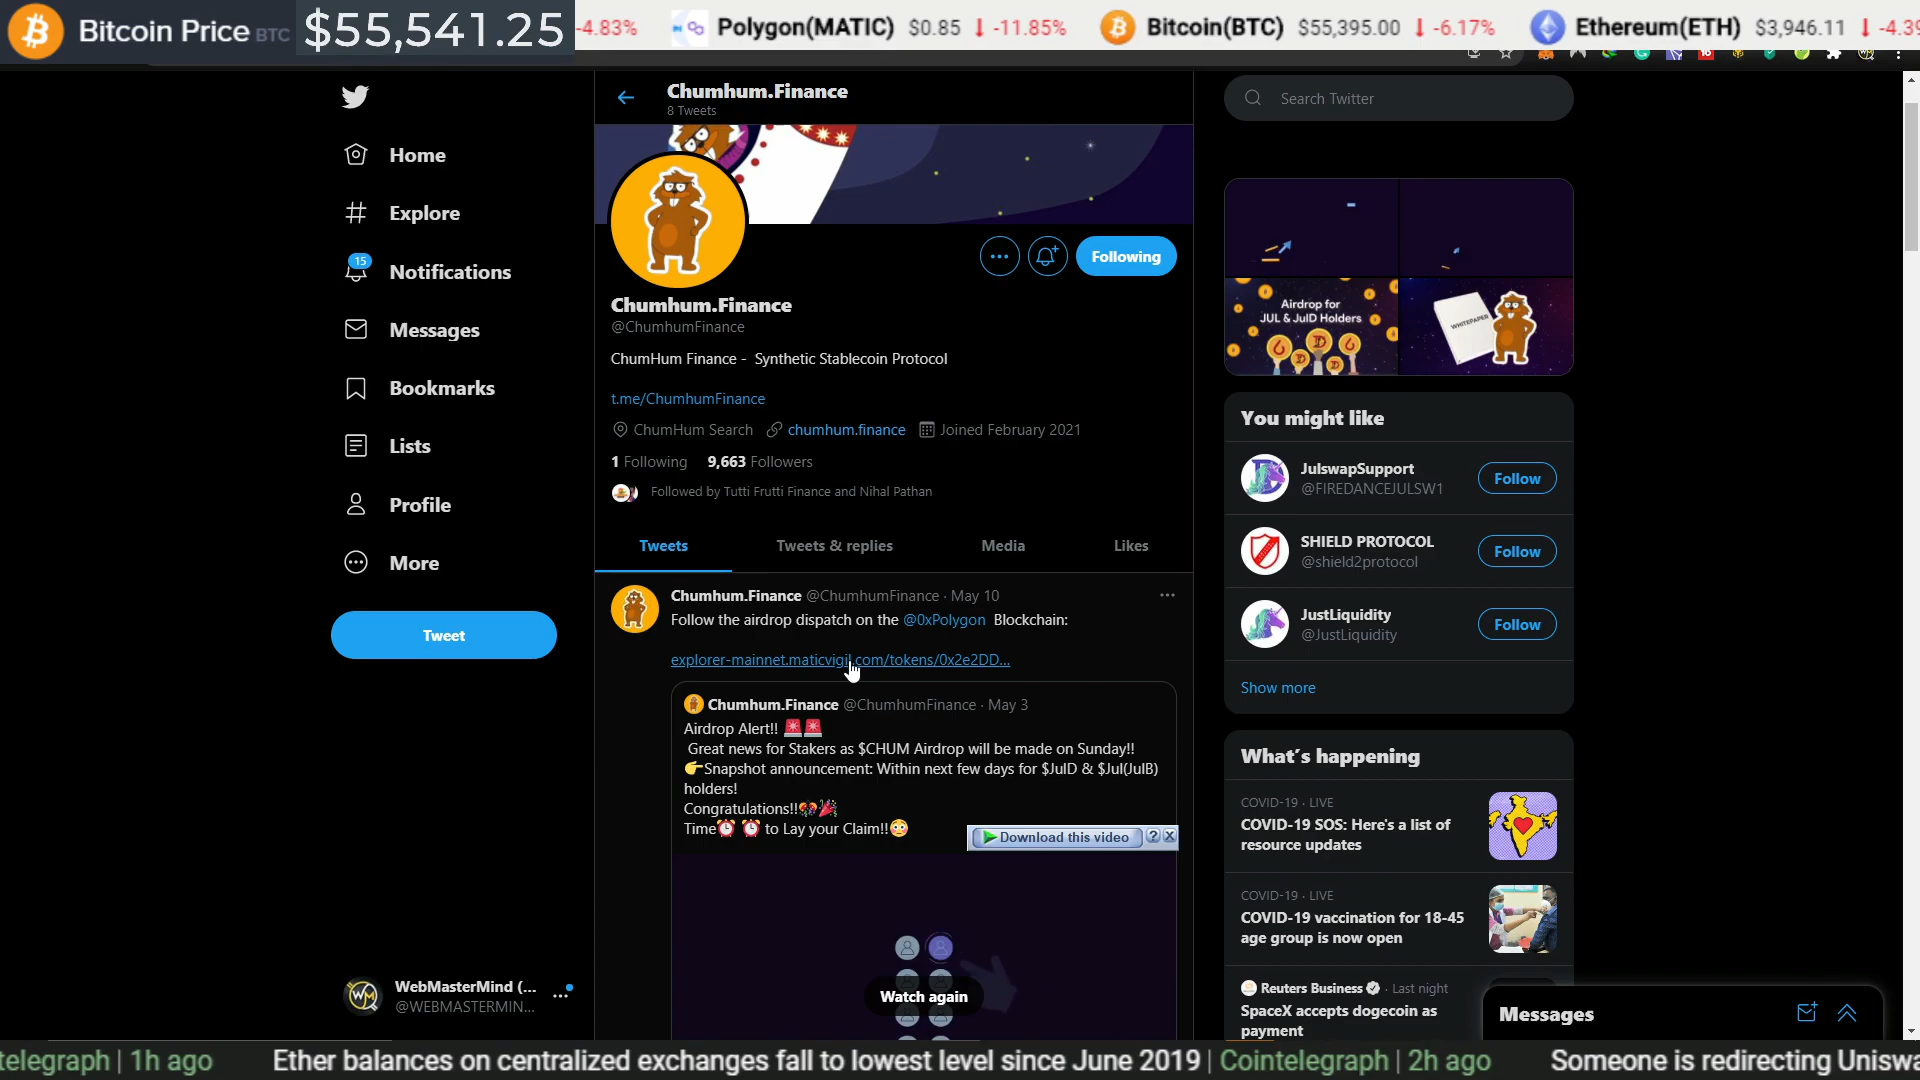 Bitcoin Price BTC $55,541.25
-4.83% Polygon(MATIC) $0.85 -11.85% Bitcoin(BTC) $55,395.00 -6.17% Ethereum(ETH) $3,946.11 -4.39
Chumhum.Finance
8 Tweets
Home
Explore
15
Notifications
Messages
Bookmarks
Lists
Profile
More
Tweet
WebMasterMind (...
@WEBMASTERMIN...
Following
Chumhum.Finance
@ChumhumFinance
ChumHum Finance - Synthetic Stablecoin Protocol
t.me/ChumhumFinance
ChumHum Search chumhum.finance Joined February 2021
1 Following 9,663 Followers
Followed by Tutti Frutti Finance and Nihal Pathan
Tweets Tweets & replies Media Likes
Chumhum.Finance @ChumhumFinance · May 10
Follow the airdrop dispatch on the @0xPolygon Blockchain:
explorer-mainnet.maticvigil.com/tokens/0x2e2DD...
Chumhum.Finance @ChumhumFinance · May 3
Airdrop Alert!! 🚨🚨
Great news for Stakers as $CHUM Airdrop will be made on Sunday!!
👉Snapshot announcement: Within next few days for $JulD & $Jul(JulB)
holders!
Congratulations!!🎊🎉
Time⏰ ⏰ to Lay your Claim!!😳
Download this video ? X
Watch again
Search Twitter
Airdrop for
JUL & JulD Holders
WHITEPAPER
You might like
JulswapSupport
@FIREDANCEJULSW1
Follow
SHIELD PROTOCOL
@shield2protocol
Follow
JustLiquidity
@JustLiquidity
Follow
Show more
What's happening
COVID-19 · LIVE
COVID-19 SOS: Here's a list of
resource updates
COVID-19 · LIVE
COVID-19 vaccination for 18-45
age group is now open
Reuters Business · Last night
SpaceX accepts dogecoin as
payment
Messages
telegraph | 1h ago Ether balances on centralized exchanges fall to lowest level since June 2019 | Cointelegraph | 2h ago Someone is redirecting Uniswa